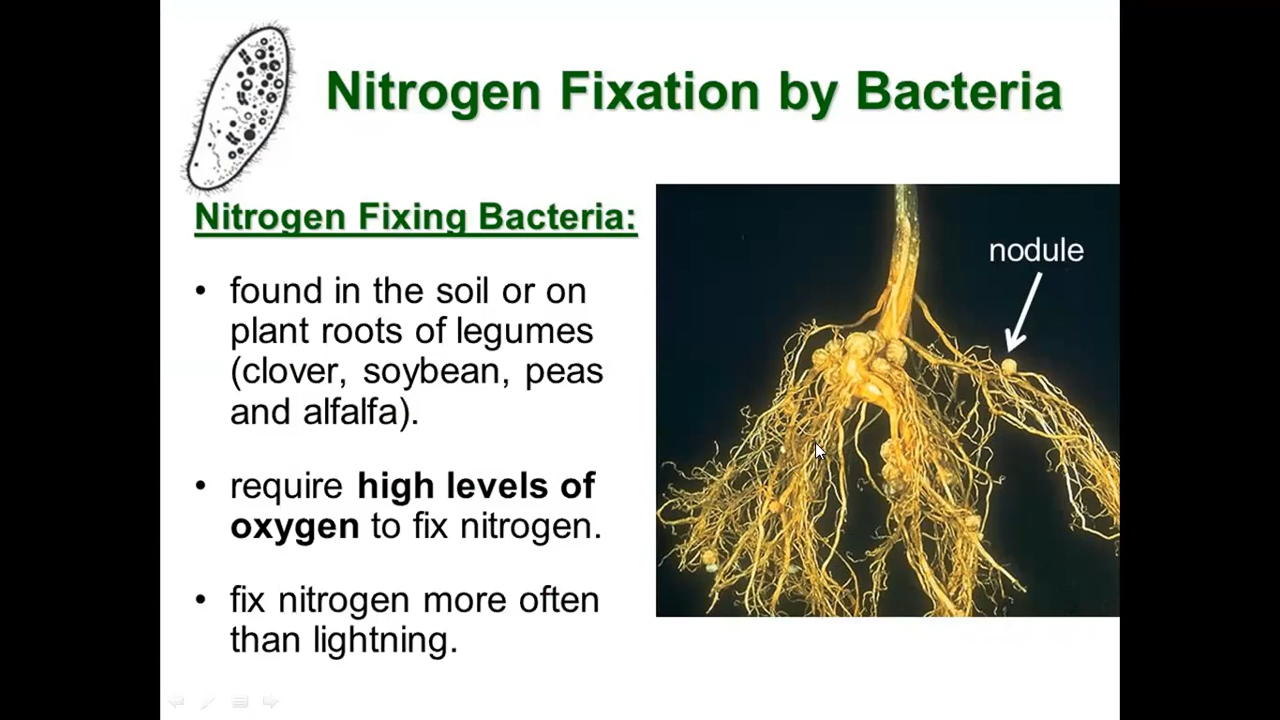 Nitrogen Fixation by Bacteria
Nitrogen Fixing Bacteria:
nodule
• found in the soil or on
plant roots of legumes
(clover, soybean, peas
and alfalfa).
• require high levels of
oxygen to fix nitrogen.
• fix nitrogen more often
than lightning.